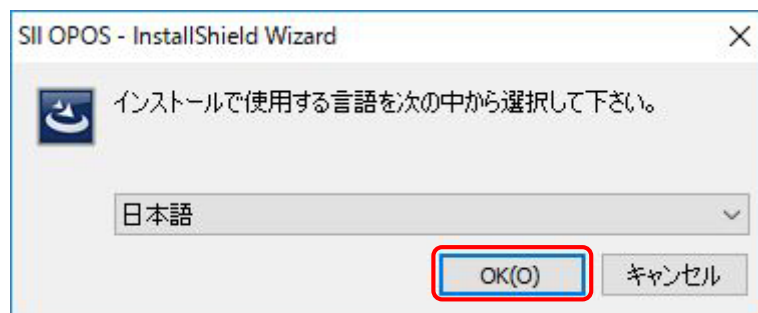 SII OPOS - InstallShield Wizard
インストールで使用する言語を次の中から選択して下さい。
日本語
OK(O)
キャンセル